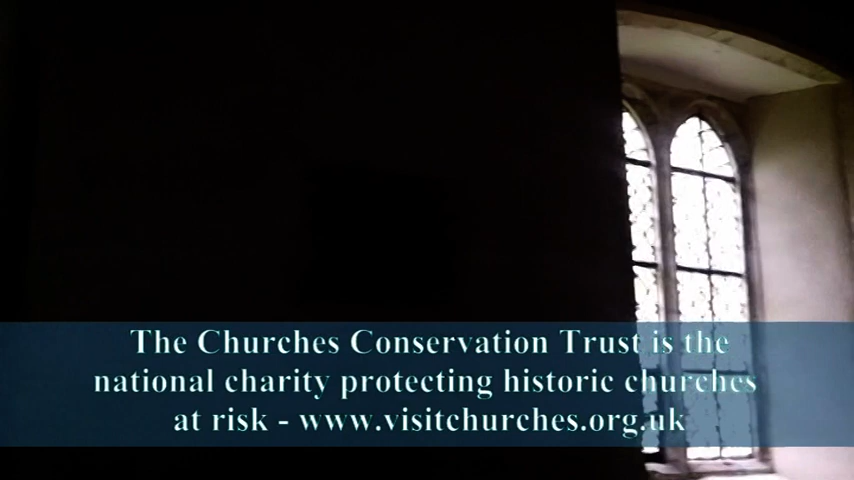 The Churches Conservation Trust is the
national charity protecting historic churches
at risk - www.visitchurches.org.uk